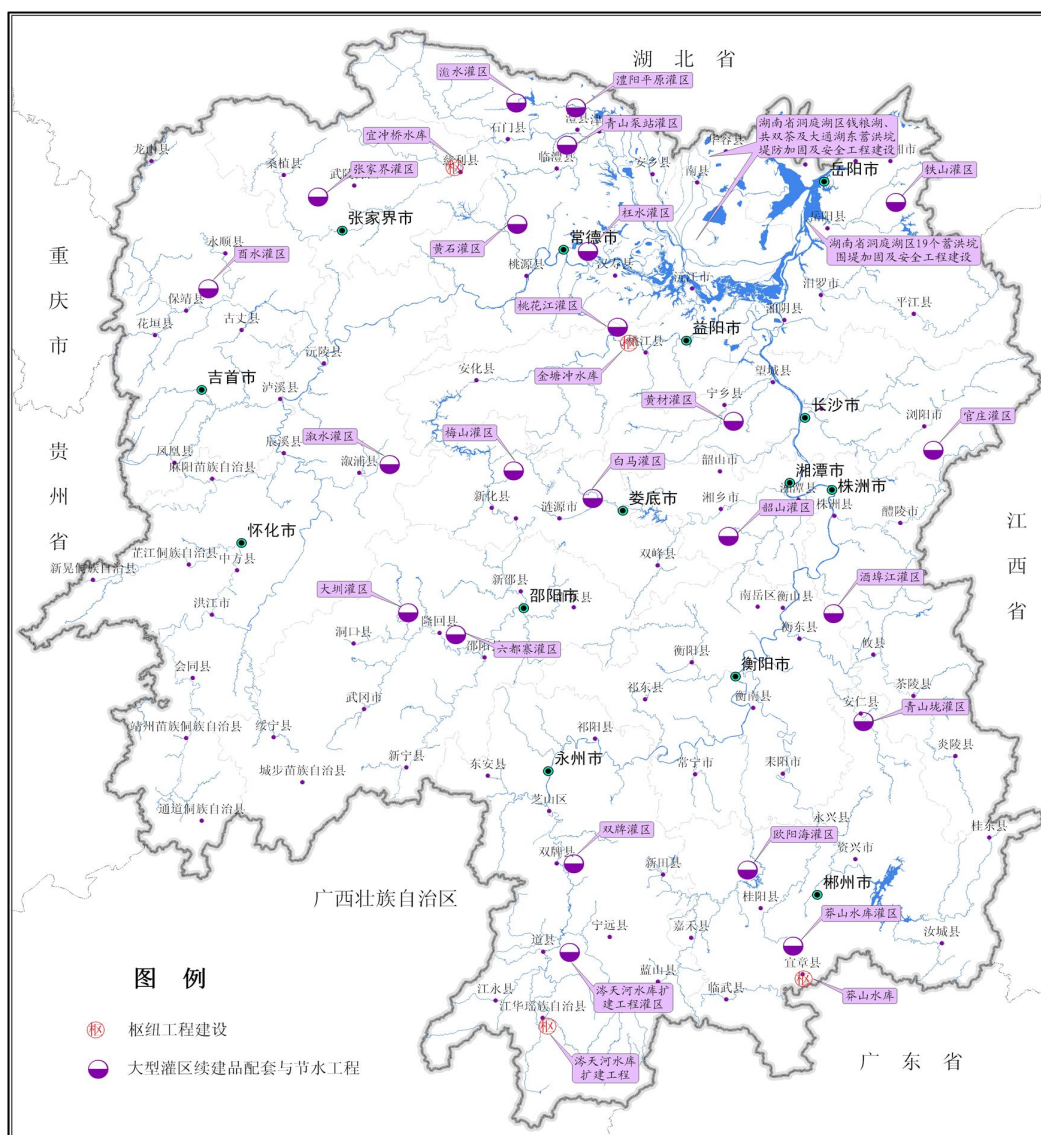 湖北省
渔水灌区
澧阳平原灌区
青山泵站灌区
湖南省洞庭湖区钱粮湖、
共双茶及大通湖东蓄洪垸
堤防加固及安全工程建设
宜冲桥水库
石门县
临澧县
安乡县
南县
岳阳市
桑植县
张家界灌区
铁山灌区
张家界市
枉水灌区
黄石灌区
常德市
湖南省洞庭湖区19个蓄洪垸
围堤加固及安全工程建设
重庆市
永顺县
酉水灌区
桃源县
汉寿县
沅江市
汨罗市
保靖县
桃花江灌区
湘阴县
平江县
花垣县
古丈县
益阳市
沅陵县
枢
桃江县
金塘冲水库
安化县
望城县
吉首市
泸溪县
宁乡县
黄材灌区
长沙市
浏阳市
官庄灌区
贵州省
凤凰县
辰溪县
溆水灌区
梅山灌区
麻阳苗族自治县
溆浦县
白马灌区
韶山市
湘潭市
株洲市
新化县
涟源市
娄底市
湘乡市
韶山灌区
株洲县
醴陵市
江西省
怀化市
芷江侗族自治县
中方县
新晃侗族自治县
双峰县
新邵县
酒埠江灌区
洪江市
大圳灌区
邵阳市
南岳区
衡山县
隆回县
衡东县
洞口县
六都寨灌区
会同县
衡阳县
攸县
衡阳市
武冈市
祁东县
衡南县
茶陵县
安仁县
青山垅灌区
靖州苗族侗族自治县
绥宁县
祁阳县
炎陵县
新宁县
东安县
永州市
常宁市
耒阳市
城步苗族自治县
通道侗族自治县
芝山区
永兴县
桂东县
双牌灌区
欧阳海灌区
双牌县
新田县
资兴市
广西壮族自治区
桂阳县
郴州市
莽山水库灌区
宁远县
嘉禾县
汝城县
道县
宜章县
图例
蓝山县
枢
江永县
涔天河水库扩
建工程灌区
临武县
莽山水库
江华瑶族自治县
枢
枢
枢纽工程建设
涔天河水库
扩建工程
广东省
大型灌区续建品配套与节水工程